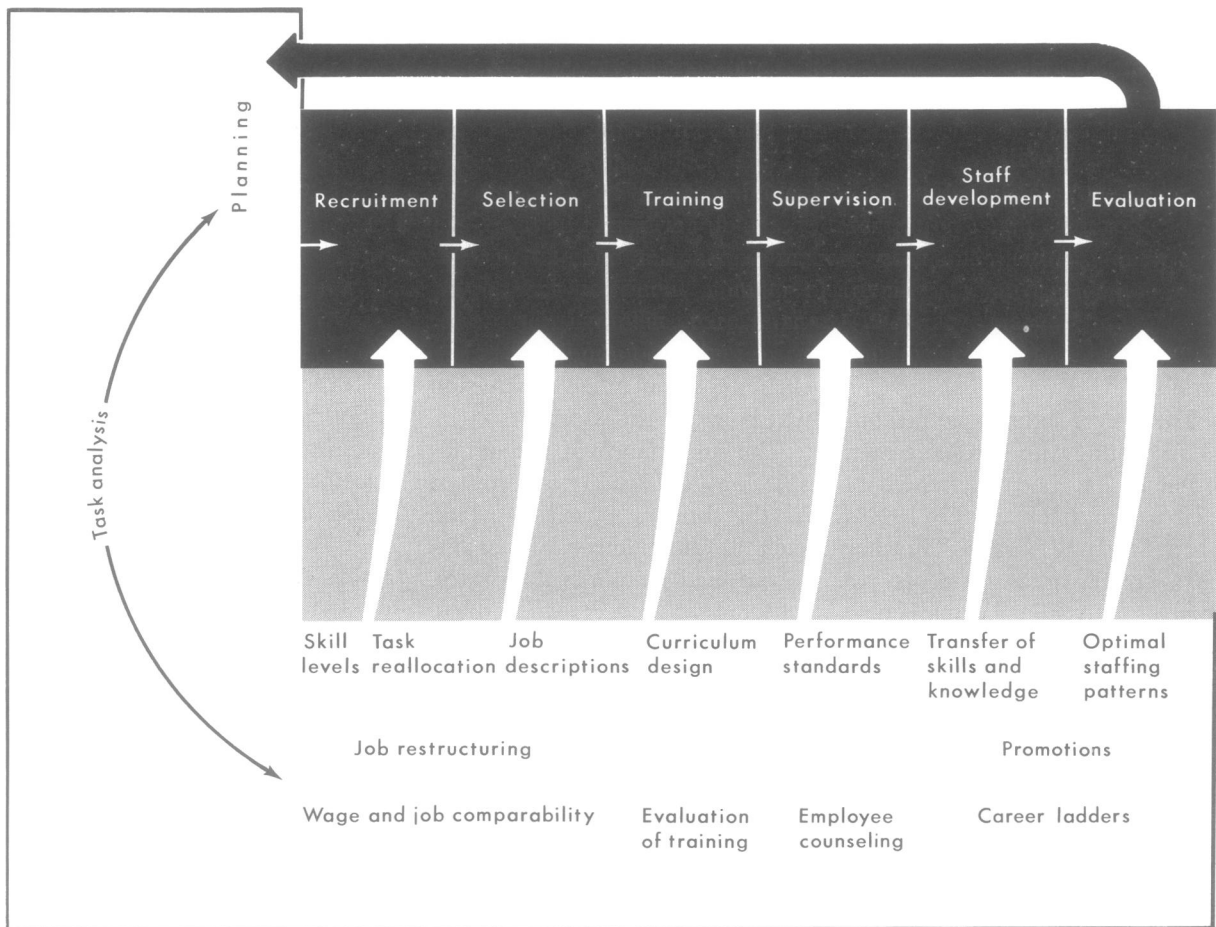 Planning
Recruitment
Selection
Training
Supervision
Staff
development
Evaluation
Task analysis
Skill
levels
Task
reallocation
Job
descriptions
Curriculum
design
Performance
standards
Transfer of
skills and
knowledge
Optimal
staffing
patterns
Job restructuring
Promotions
Wage and job comparability
Evaluation
of training
Employee
counseling
Career ladders